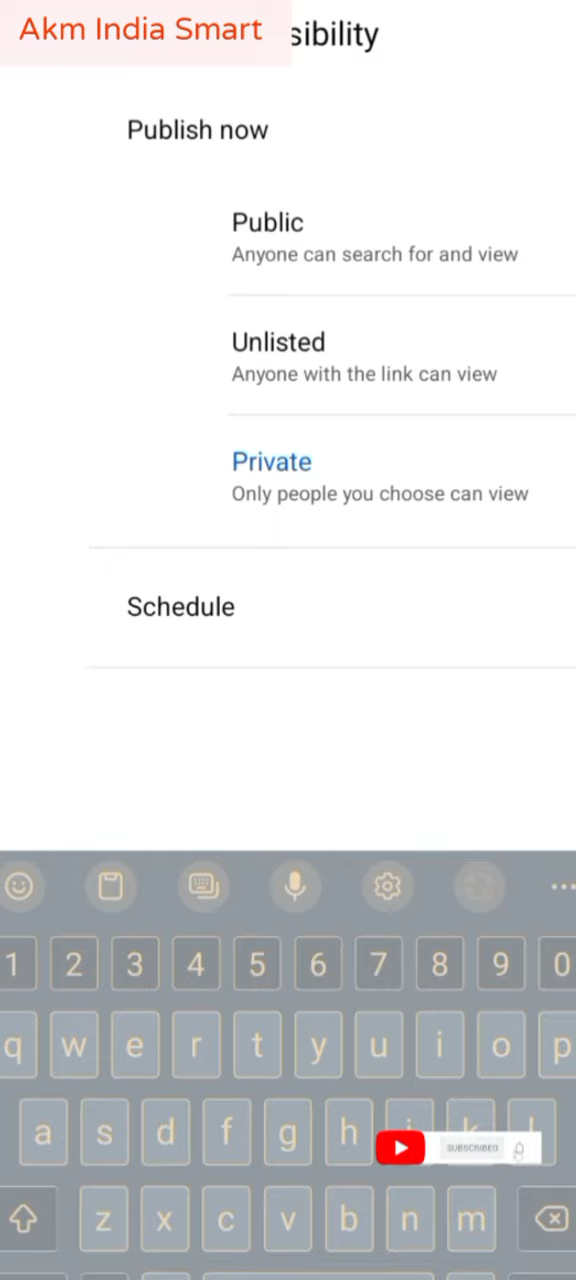 Akm India Smart
sibility
Publish now
Public
Anyone can search for and view
Unlisted
Anyone with the link can view
Private
Only people you choose can view
Schedule
1 2 3 4 5 6 7 8 9 0
q w e r t y u i o p
a s d f g h j k l
SUBSCRIBED
z x c v b n m